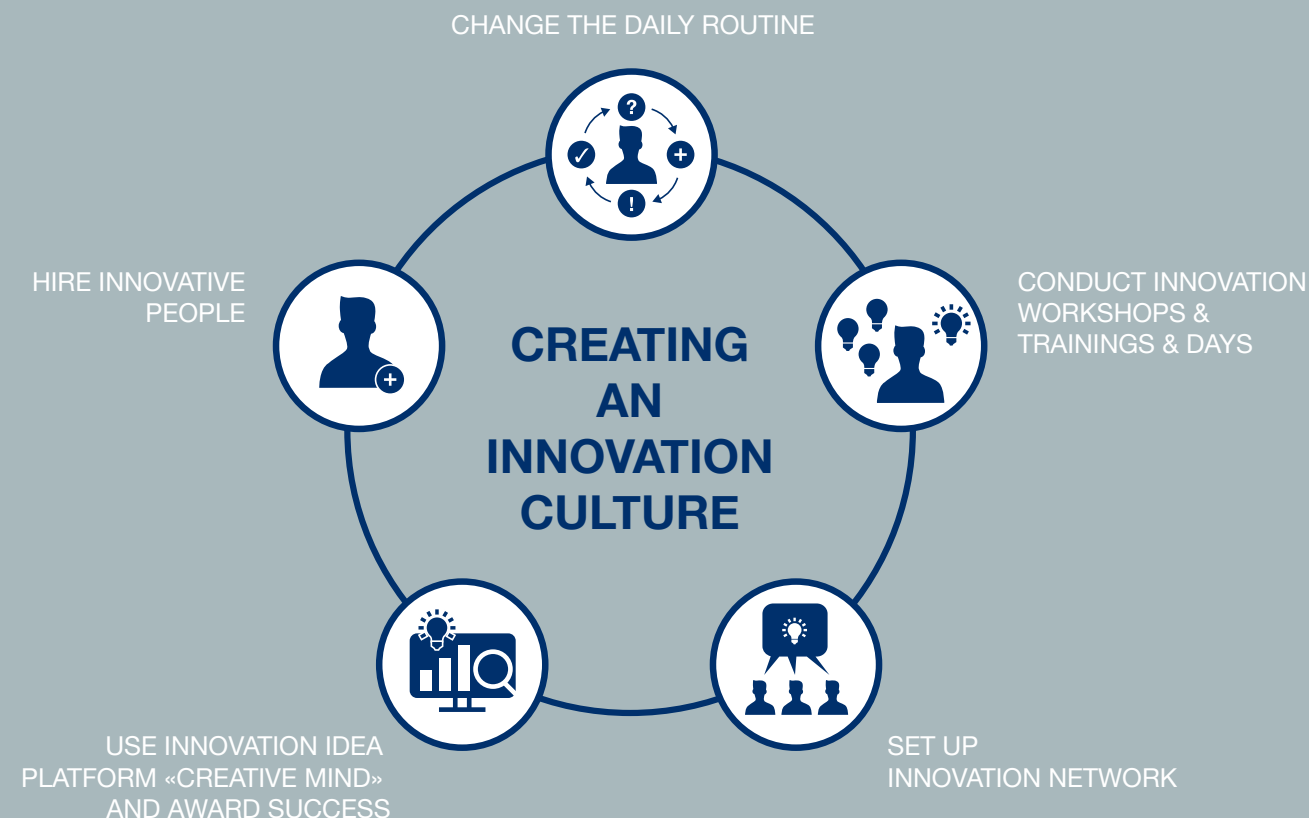 CHANGE THE DAILY ROUTINE
?
✓
+
!
HIRE INNOVATIVE
PEOPLE
+
CONDUCT INNOVATION
WORKSHOPS &
TRAININGS & DAYS
CREATING
AN
INNOVATION
CULTURE
USE INNOVATION IDEA
PLATFORM «CREATIVE MIND»
AND AWARD SUCCESS
SET UP
INNOVATION NETWORK